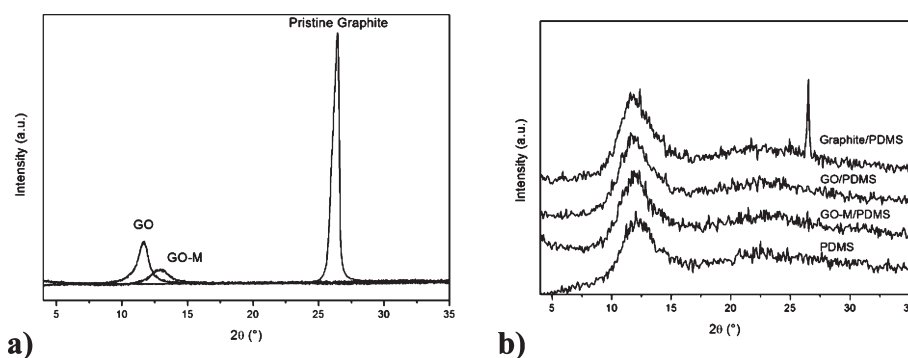 Pristine Graphite
GO
GO-M
Intensity (a.u.)
5 10 15 20 25 30 35
2θ (°)
a)
Graphite/PDMS
GO/PDMS
GO-M/PDMS
PDMS
Intensity (a.u.)
5 10 15 20 25 30 35
2θ (°)
b)